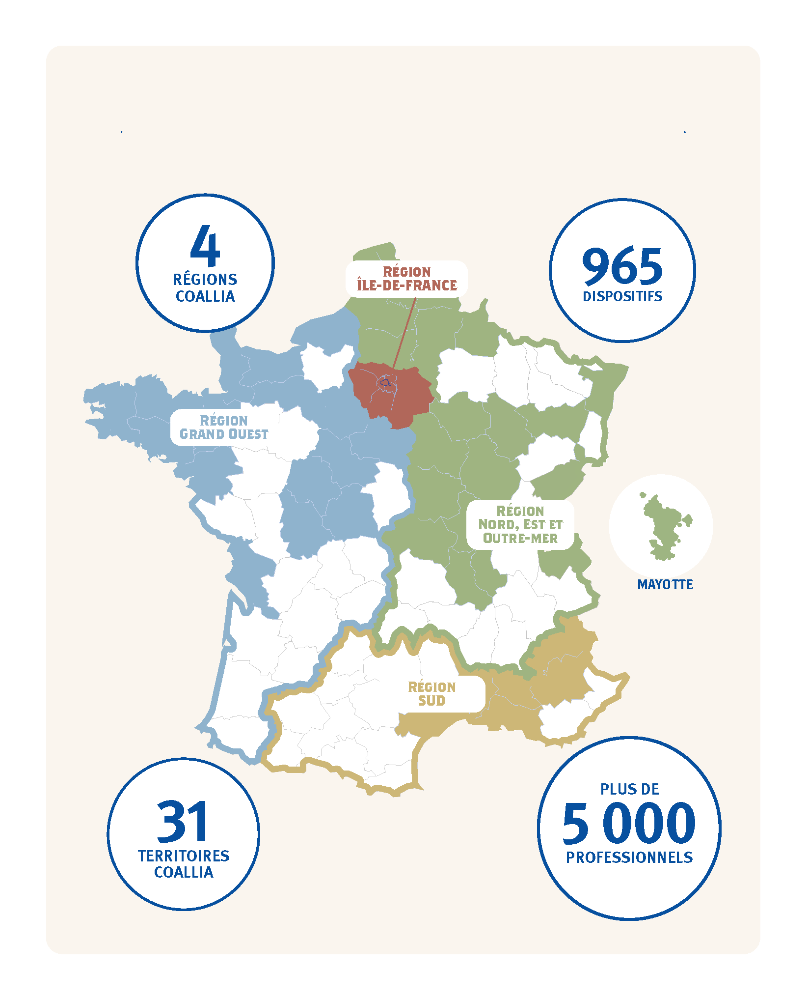 4
RÉGIONS
COALLIA
965
DISPOSITIFS
RÉGION
ÎLE-DE-FRANCE
RÉGION
GRAND OUEST
RÉGION
NORD, EST ET
OUTRE-MER
MAYOTTE
RÉGION
SUD
31
TERRITOIRES
COALLIA
PLUS DE
5 000
PROFESSIONNELS